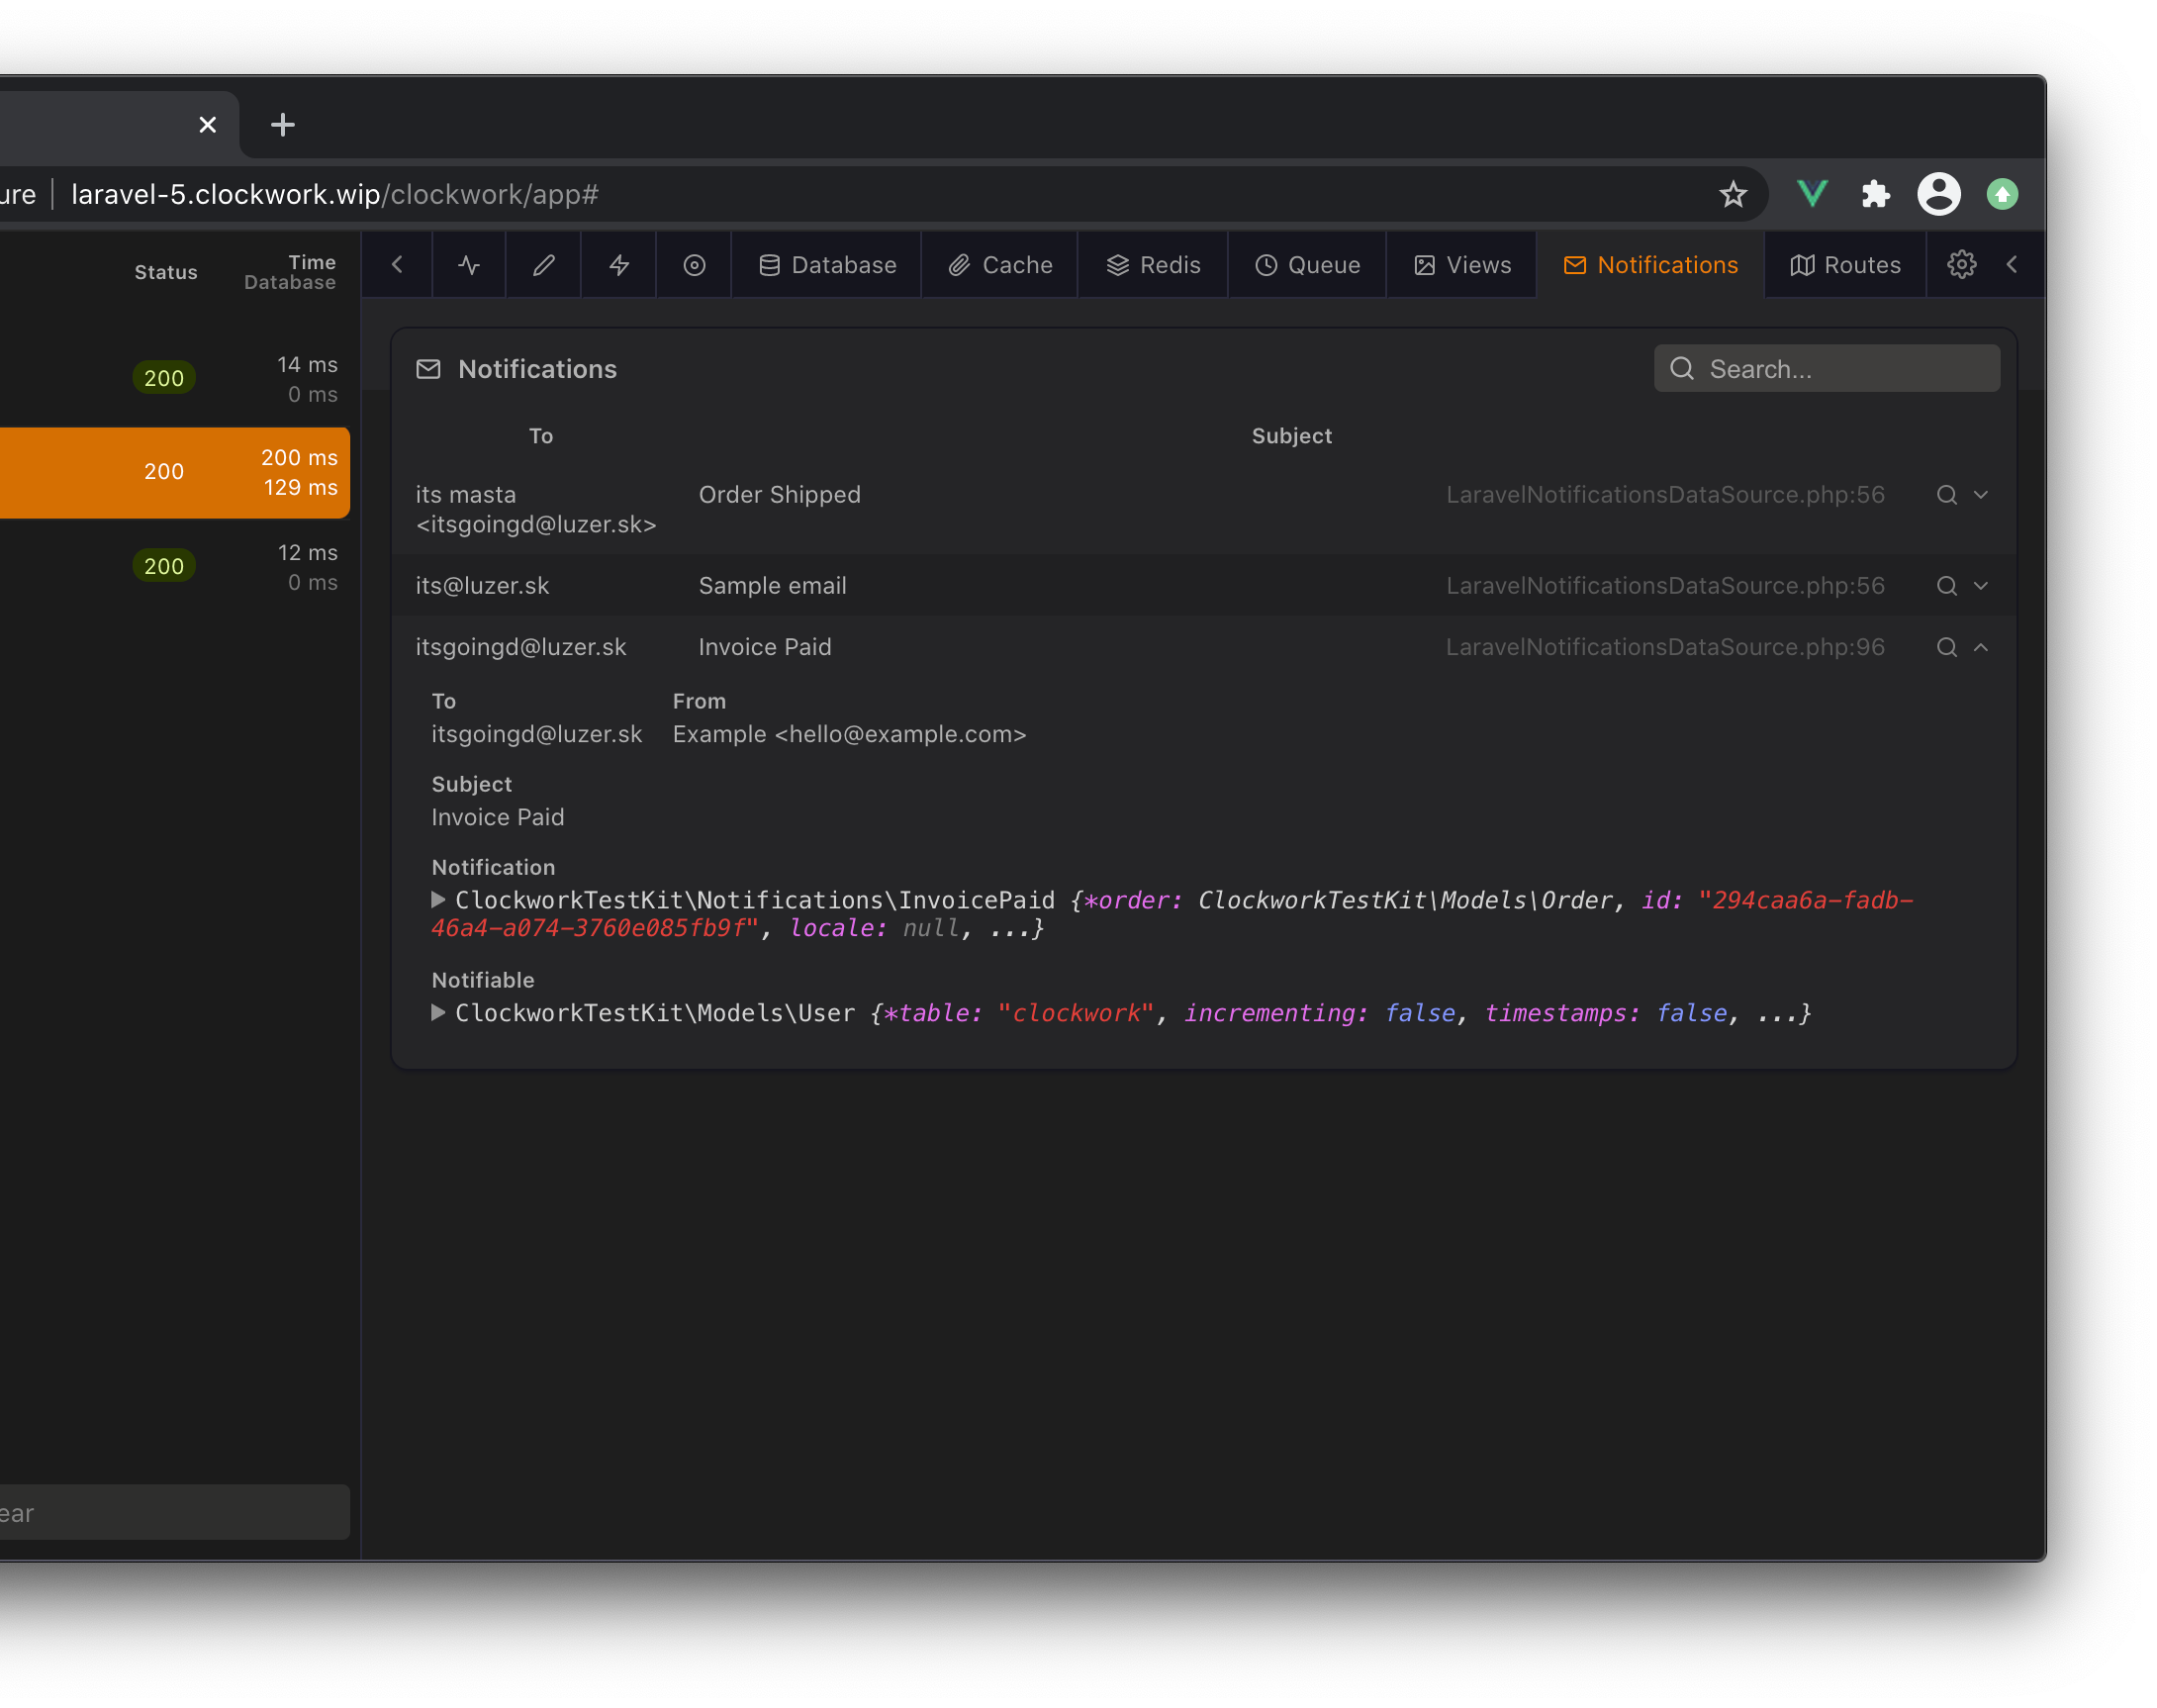 ure | laravel-5.clockwork.wip/clockwork/app#
Status
Time
Database
Database
Cache
Redis
Queue
Views
Notifications
Routes
200
14 ms
0 ms
200
200 ms
129 ms
200
12 ms
0 ms
ear
Notifications
Search...
To
Subject
its masta
<itsgoingd@luzer.sk>
Order Shipped
LaravelNotificationsDataSource.php:56
its@luzer.sk
Sample email
LaravelNotificationsDataSource.php:56
itsgoingd@luzer.sk
Invoice Paid
LaravelNotificationsDataSource.php:96
To
From
itsgoingd@luzer.sk
Example <hello@example.com>
Subject
Invoice Paid
Notification
ClockworkTestKit\Notifications\InvoicePaid {*order: ClockworkTestKit\Models\Order, id: "294caa6a-fadb-
46a4-a074-3760e085fb9f", locale: null, ...}
Notifiable
ClockworkTestKit\Models\User {*table: "clockwork", incrementing: false, timestamps: false, ...}